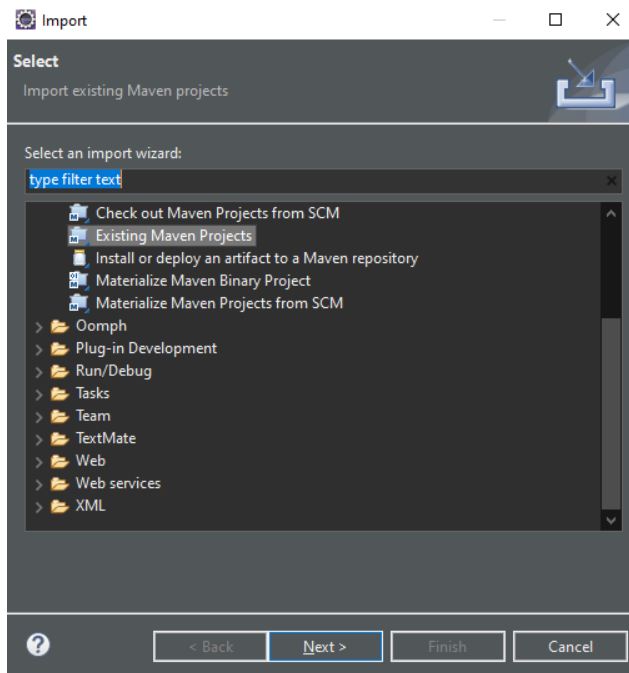 Import
Select
Import existing Maven projects
Select an import wizard:
type filter text
Check out Maven Projects from SCM
Existing Maven Projects
Install or deploy an artifact to a Maven repository
Materialize Maven Binary Project
Materialize Maven Projects from SCM
Oomph
Plug-in Development
Run/Debug
Tasks
Team
TextMate
Web
Web services
XML
< Back Next > Finish Cancel